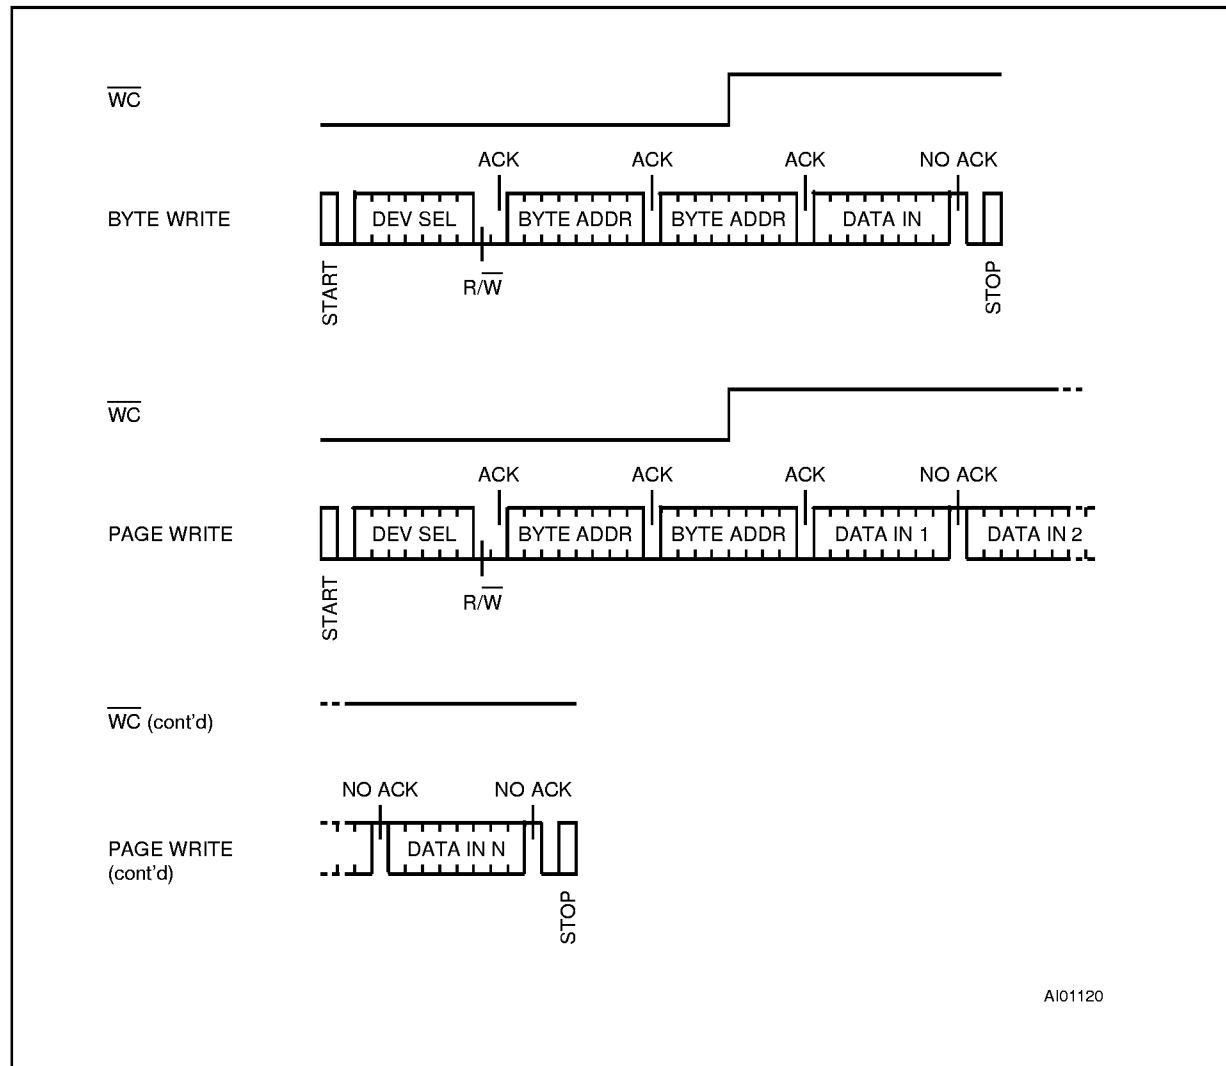 WC
ACK ACK ACK NO ACK
BYTE WRITE DEV SEL BYTE ADDR BYTE ADDR DATA IN
R/W
START STOP
WC
ACK ACK ACK NO ACK
PAGE WRITE DEV SEL BYTE ADDR BYTE ADDR DATA IN 1 DATA IN 2
R/W
START
WC (cont'd)
NO ACK NO ACK
PAGE WRITE DATA IN N
(cont'd)
STOP
AI01120